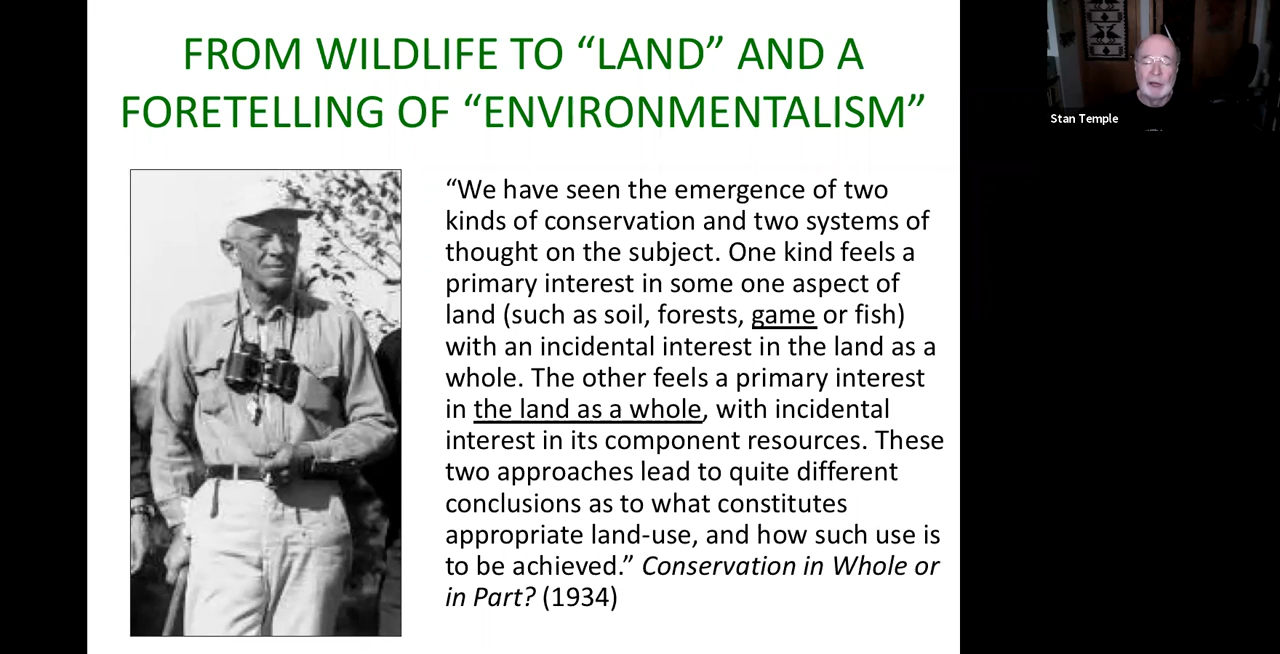 FROM WILDLIFE TO “LAND” AND A
FORETELLING OF “ENVIRONMENTALISM”
“We have seen the emergence of two
kinds of conservation and two systems of
thought on the subject. One kind feels a
primary interest in some one aspect of
land (such as soil, forests, game or fish)
with an incidental interest in the land as a
whole. The other feels a primary interest
in the land as a whole, with incidental
interest in its component resources. These
two approaches lead to quite different
conclusions as to what constitutes
appropriate land-use, and how such use is
to be achieved.” Conservation in Whole or
in Part? (1934)
Stan Temple